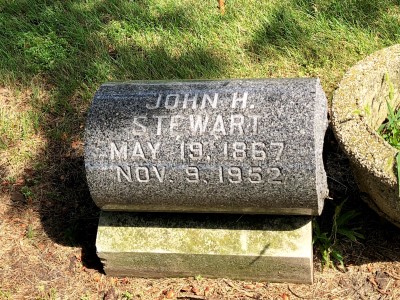 JOHN H.
STEWART
MAY 19, 1867
NOV. 9, 1952